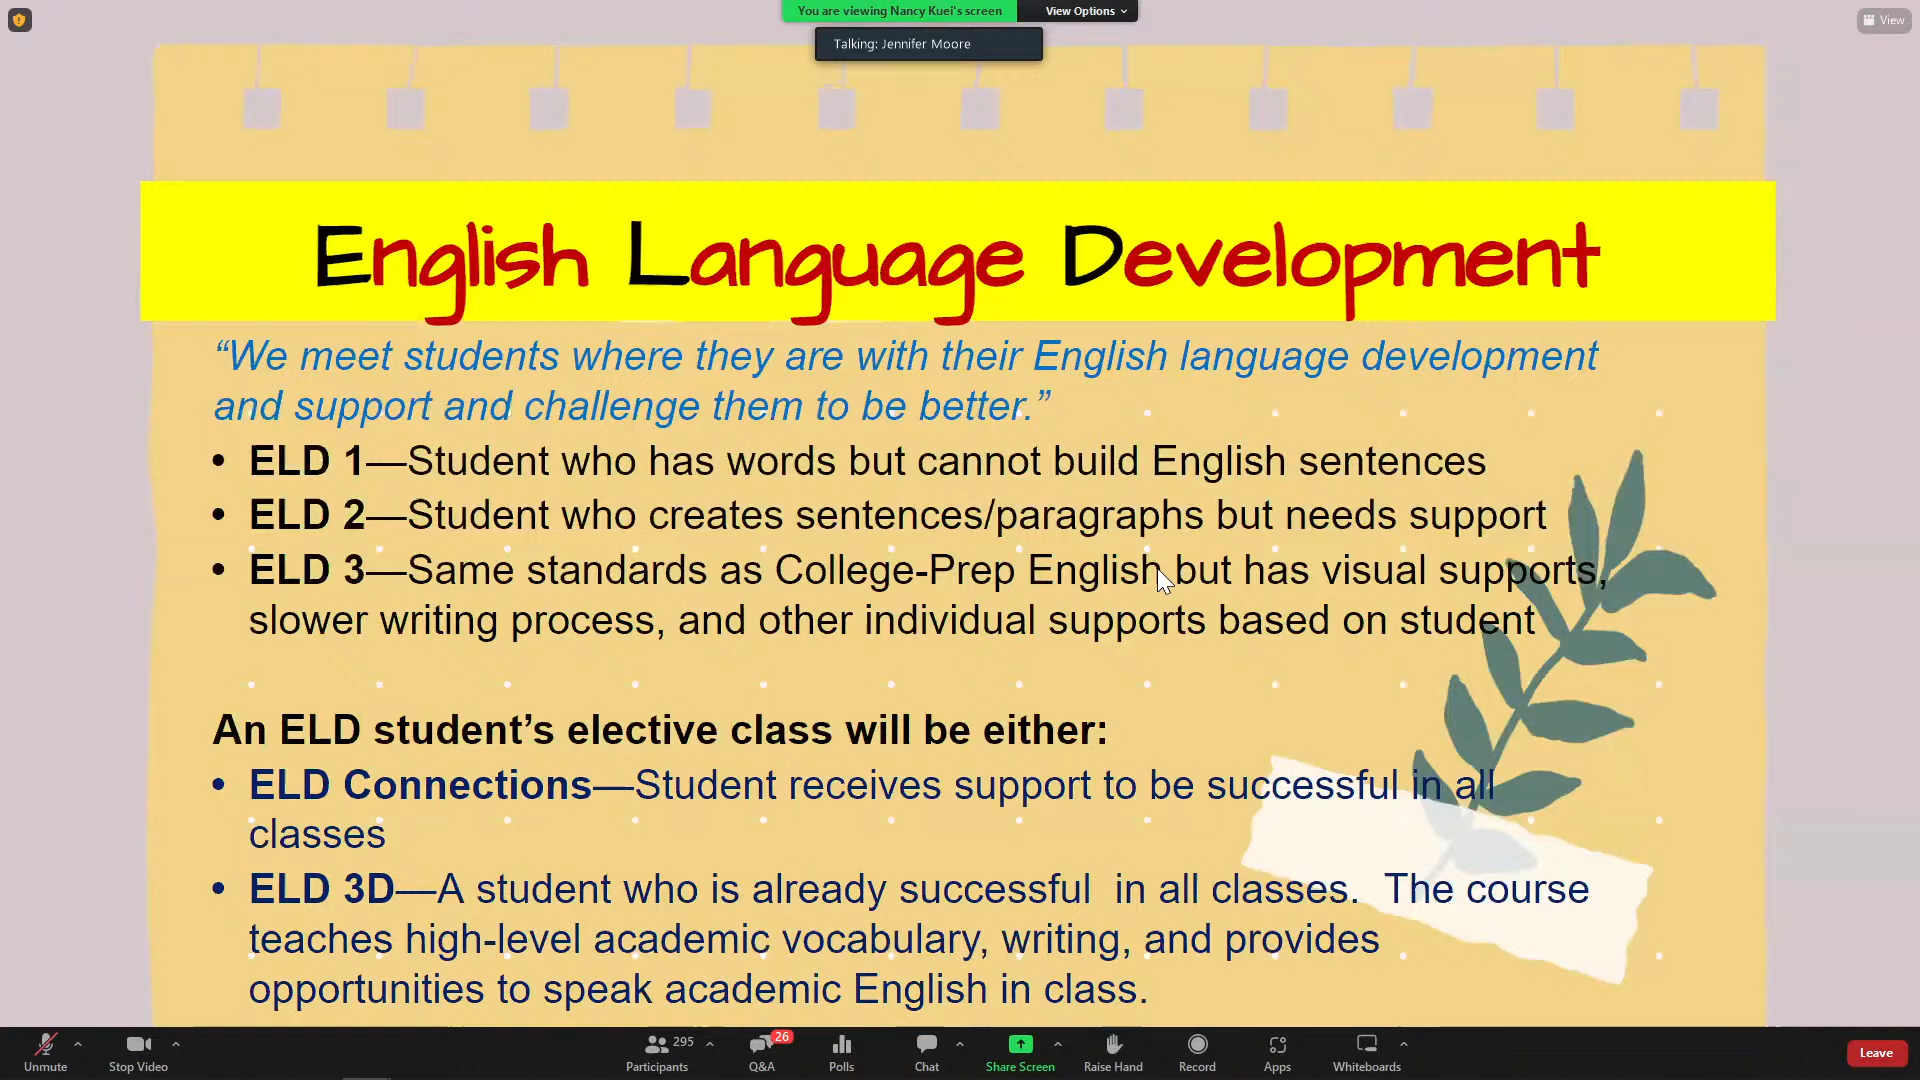 You are viewing Nancy Kuei's screen
View Options
View
Talking: Jennifer Moore
English Language Development
“We meet students where they are with their English language development
and support and challenge them to be better.”
• ELD 1—Student who has words but cannot build English sentences
• ELD 2—Student who creates sentences/paragraphs but needs support
• ELD 3—Same standards as College-Prep English but has visual supports,
slower writing process, and other individual supports based on student
An ELD student’s elective class will be either:
• ELD Connections—Student receives support to be successful in all
classes
• ELD 3D—A student who is already successful  in all classes.  The course
teaches high-level academic vocabulary, writing, and provides
opportunities to speak academic English in class.
295
26
Unmute
Stop Video
Participants
Q&A
Polls
Chat
Share Screen
Raise Hand
Record
Apps
Whiteboards
Leave